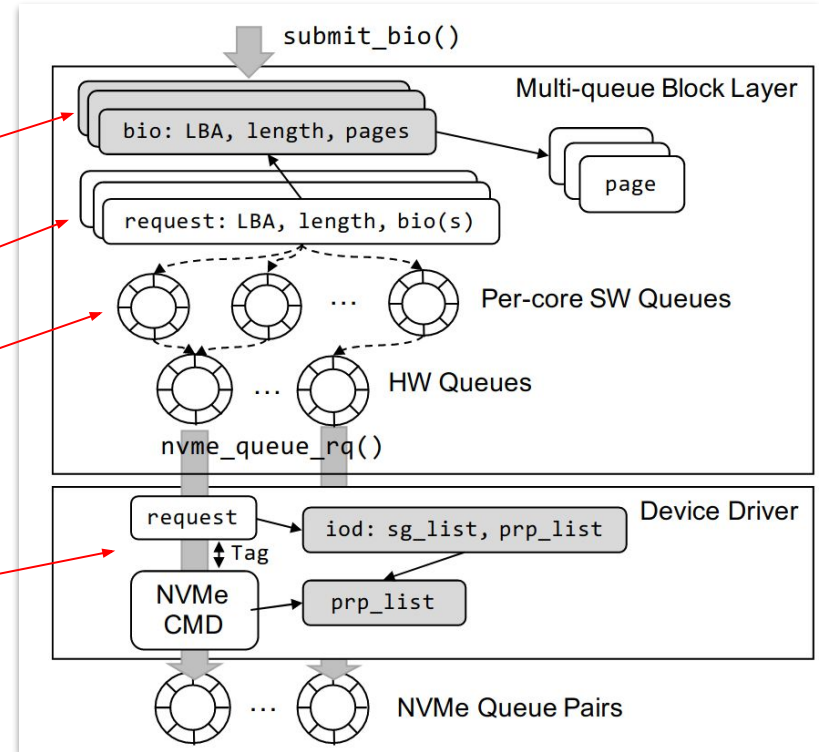 submit_bio()
Multi-queue Block Layer
bio: LBA, length, pages
page
request: LBA, length, bio(s)
...
Per-core SW Queues
...
HW Queues
nvme_queue_rq()
Device Driver
request
iod: sg_list, prp_list
Tag
NVMe
CMD
prp_list
...
NVMe Queue Pairs